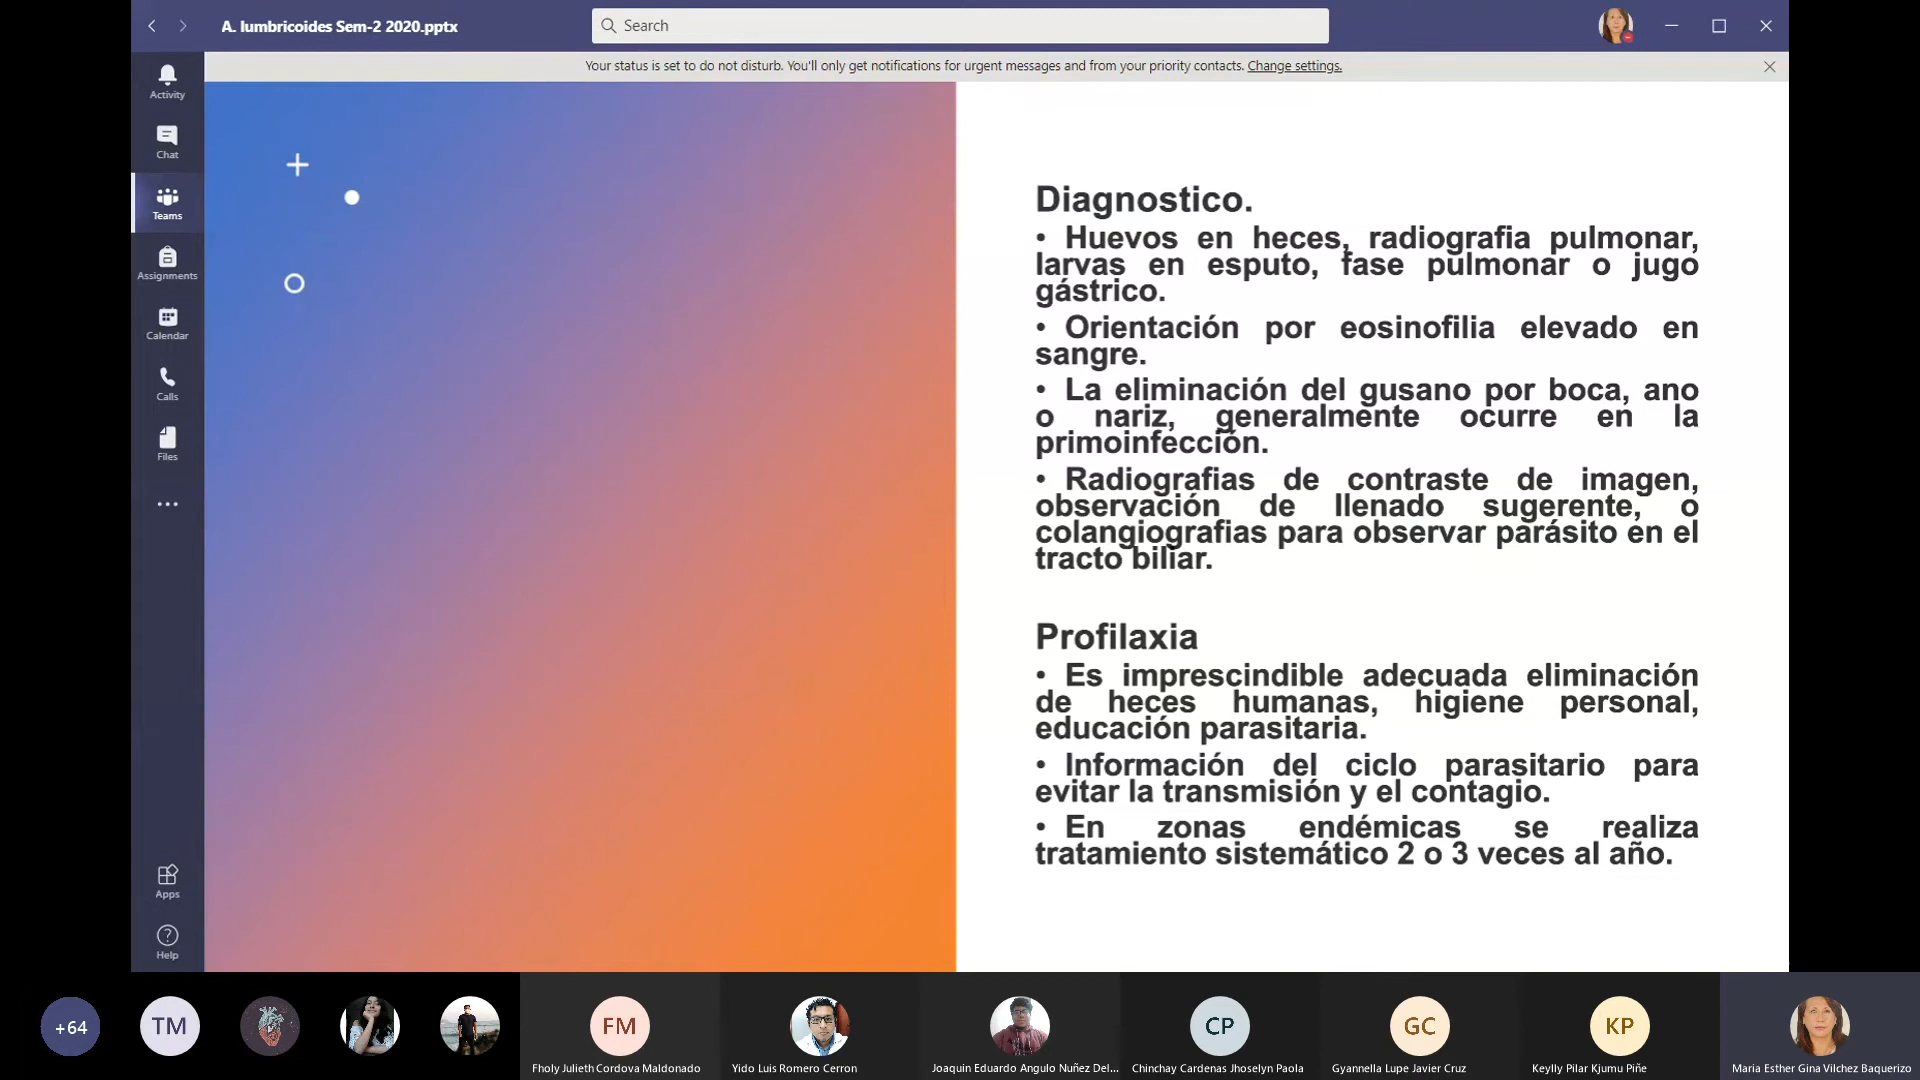 A. lumbricoides Sem-2 2020.pptx
Search
Your status is set to do not disturb. You'll only get notifications for urgent messages and from your priority contacts. Change settings.
Activity
Chat
Teams
Assignments
Calendar
Calls
Files
Apps
Help
Diagnostico.
• Huevos en heces, radiografia pulmonar,
larvas en esputo, fase pulmonar o jugo
gástrico.
• Orientación por eosinofilia elevado en
sangre.
• La eliminación del gusano por boca, ano
o nariz, generalmente ocurre en la
primoinfección.
• Radiografias de contraste de imagen,
observación de llenado sugerente, o
colangiografias para observar parásito en el
tracto biliar.
Profilaxia
• Es imprescindible adecuada eliminación
de heces humanas, higiene personal,
educación parasitaria.
• Información del ciclo parasitario para
evitar la transmisión y el contagio.
• En zonas endémicas se realiza
tratamiento sistemático 2 o 3 veces al año.
+64
TM
FM
CP
GC
KP
Fholy Julieth Cordova Maldonado
Yido Luis Romero Cerron
Joaquin Eduardo Angulo Nuñez Del...
Chinchay Cardenas Jhoselyn Paola
Gyannella Lupe Javier Cruz
Keylly Pilar Kjumu Piñe
Maria Esther Gina Vilchez Baquerizo